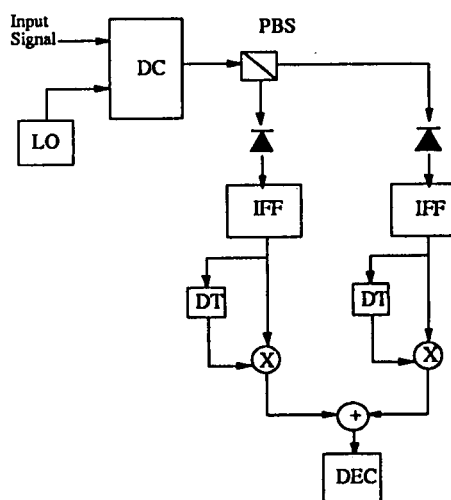 Input
Signal
PBS
DC
LO
IFF
IFF
DT
DT
X
X
+
DEC